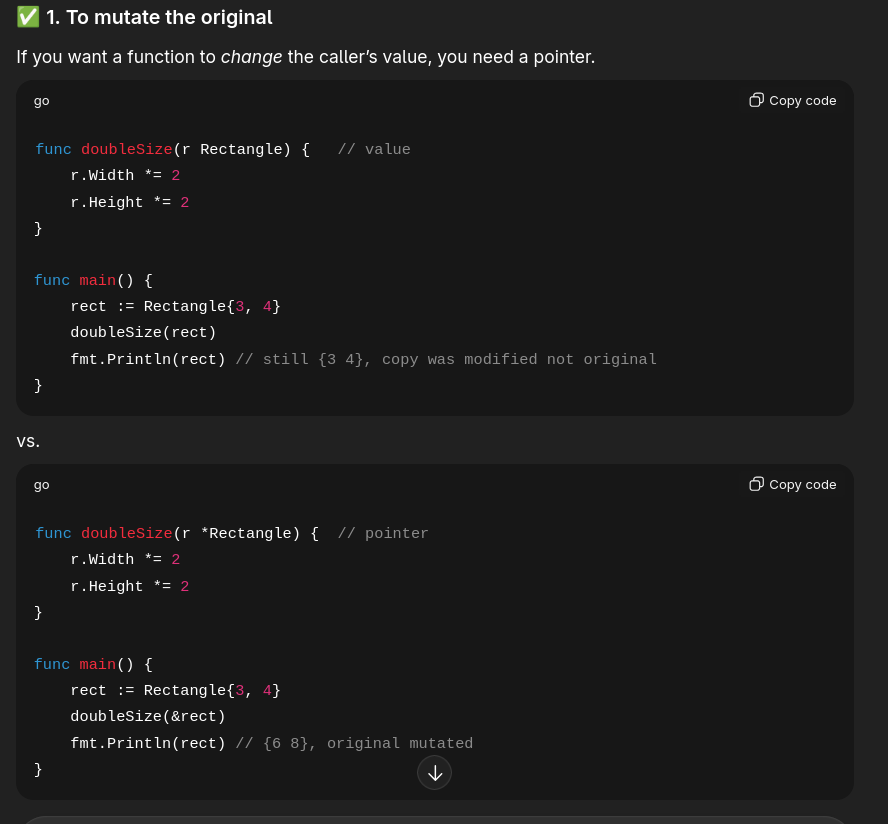 ✅ 1. To mutate the original
If you want a function to change the caller’s value, you need a pointer.
go
Copy code
func doubleSize(r Rectangle) {   // value
    r.Width *= 2
    r.Height *= 2
}
func main() {
    rect := Rectangle{3, 4}
    doubleSize(rect)
    fmt.Println(rect) // still {3 4}, copy was modified not original
}
vs.
go
Copy code
func doubleSize(r *Rectangle) {  // pointer
    r.Width *= 2
    r.Height *= 2
}
func main() {
    rect := Rectangle{3, 4}
    doubleSize(&rect)
    fmt.Println(rect) // {6 8}, original mutated
}